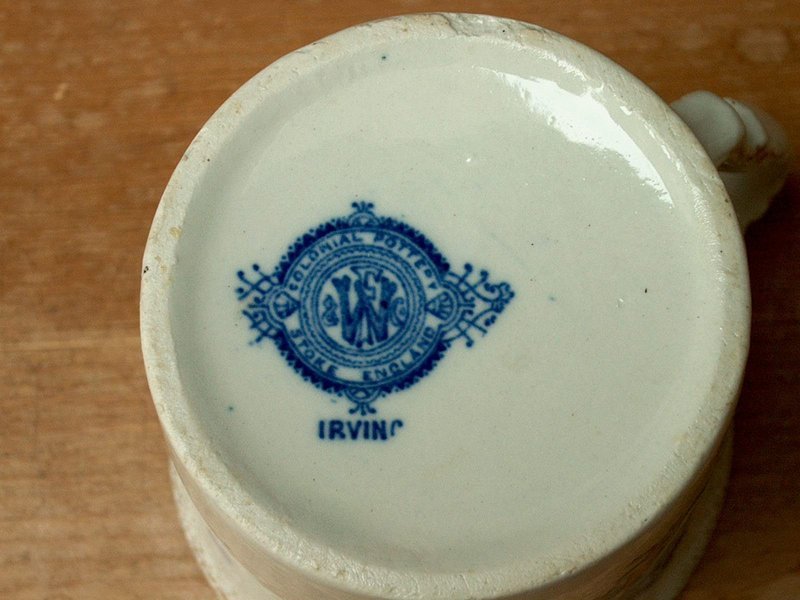 COLONIAL POTTERY
STOKE ENGLAND
IRVING